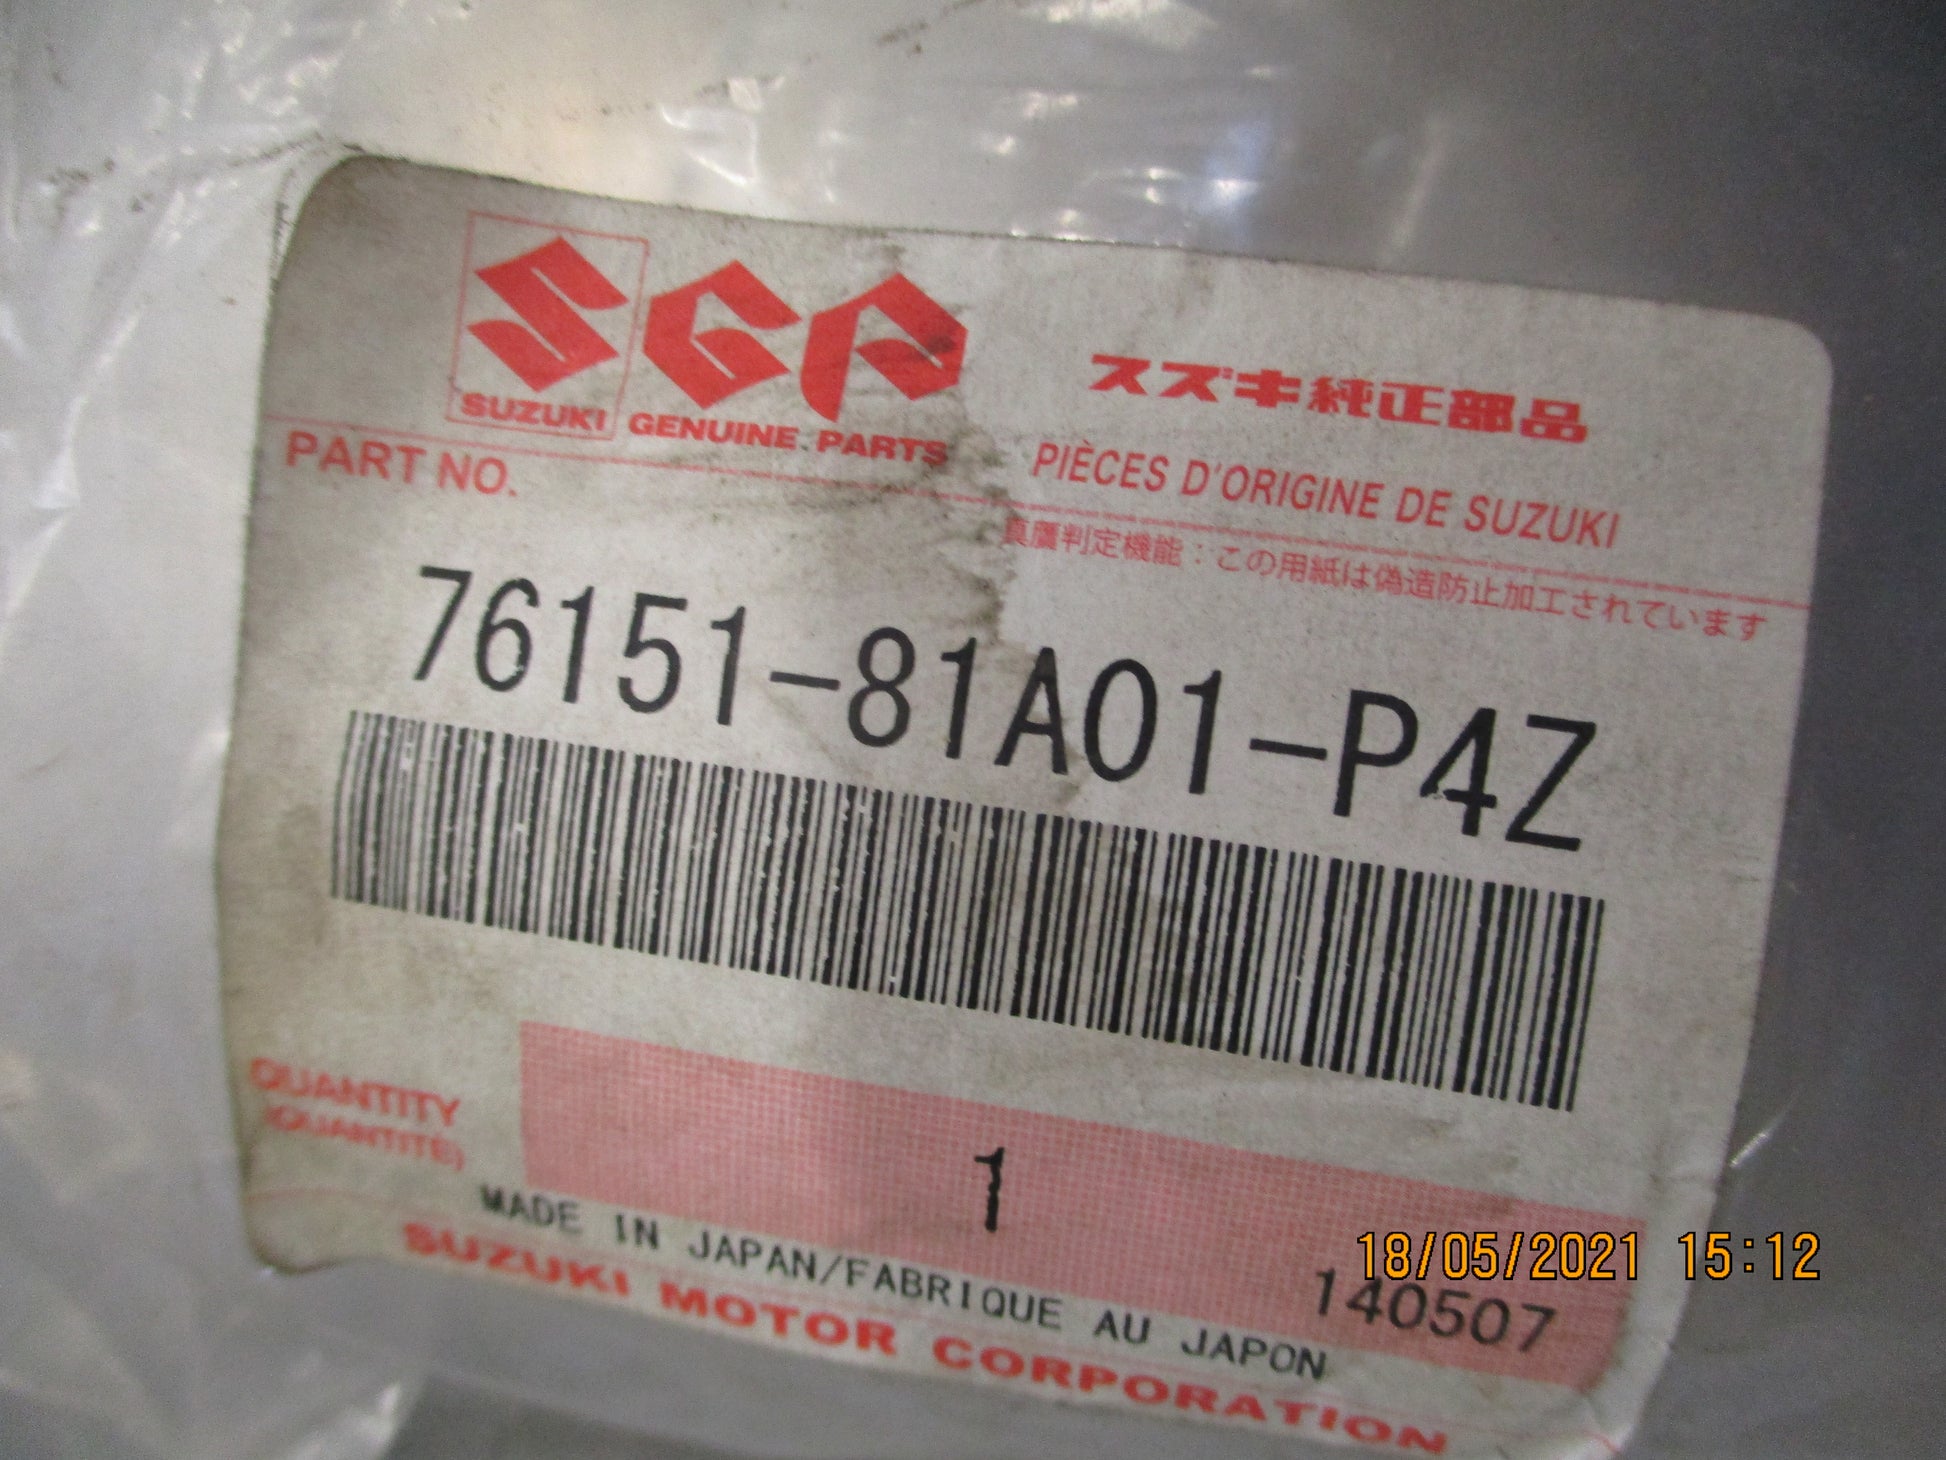 SUZUKI GENUINE PARTS
スズキ純正部品
PIÈCES D'ORIGINE DE SUZUKI
PART NO.
真贋判定機能：この用紙は偽造防止加工されています
76151-81A01-P4Z
QUANTITY
(QUANTITÉ)
1
140507
MADE IN JAPAN/FABRIQUE AU JAPON
SUZUKI MOTOR CORPORATION
18/05/2021 15:12